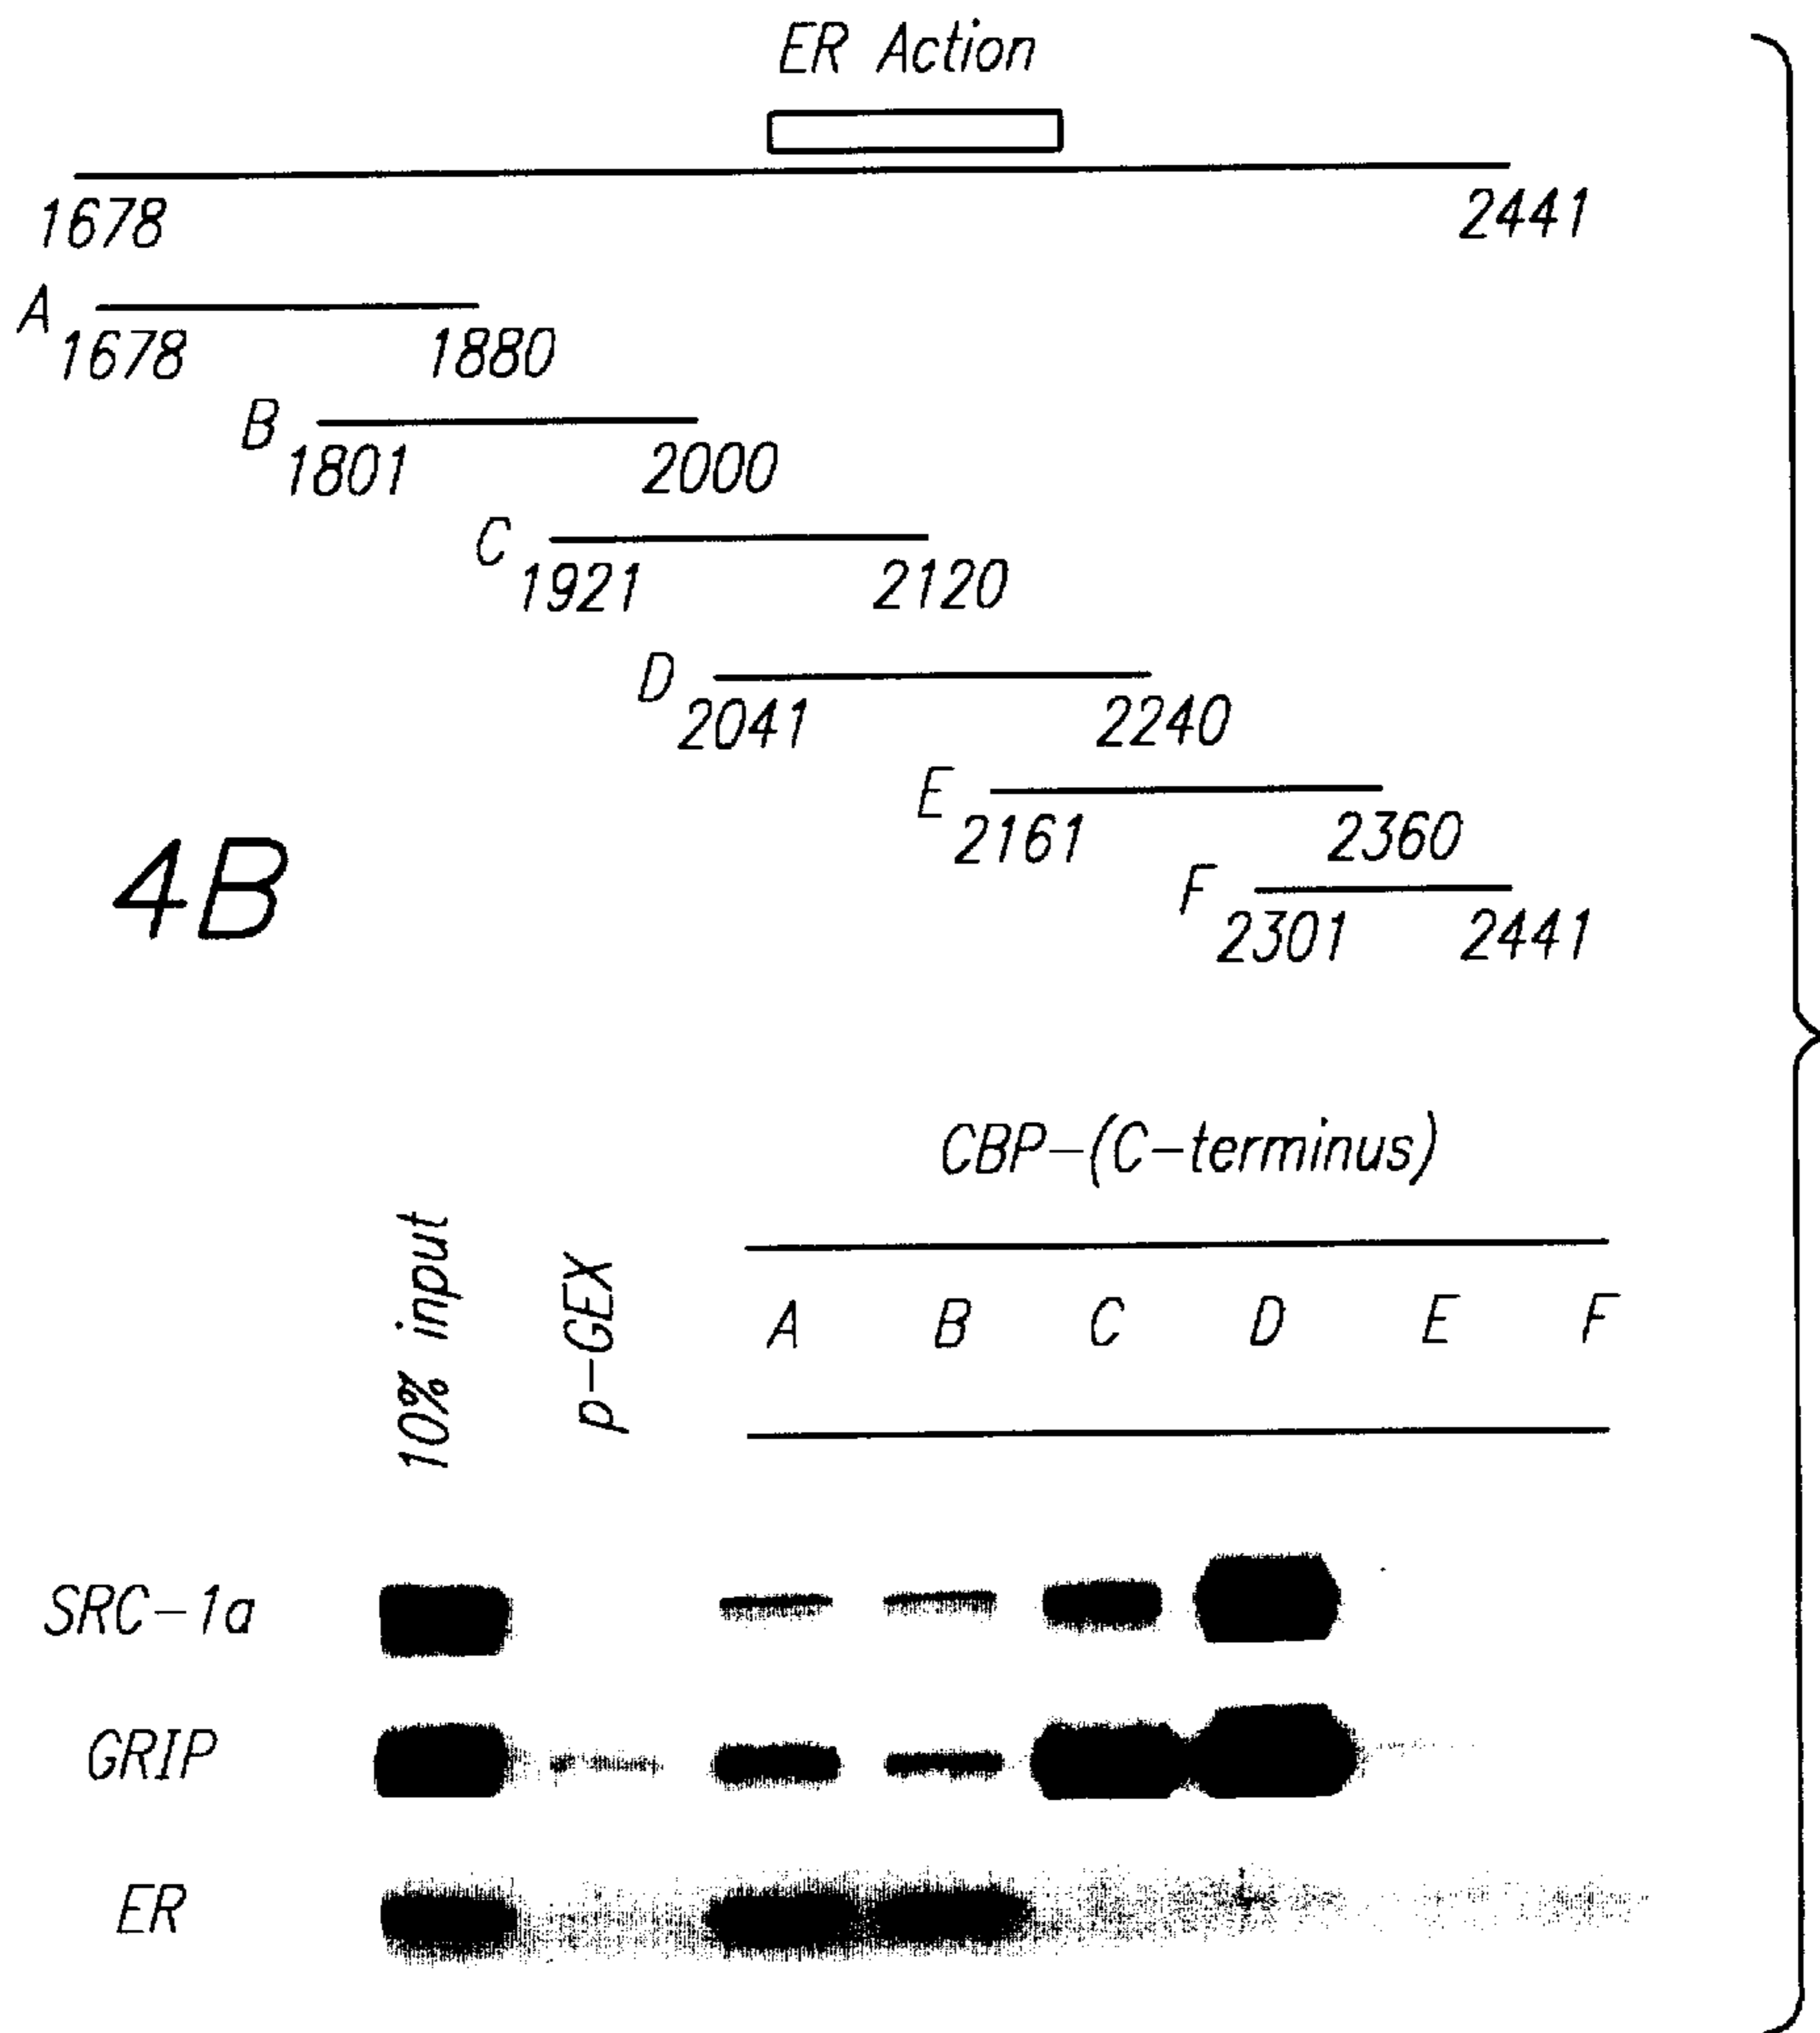 ER Action
1678 2441
A 1678 1880
B 1801 2000
C 1921 2120
D 2041 2240
E 2161 2360
4B
F 2301 2441
CBP-(C-terminus)
10% input p-GEX A B C D E F
SRC-1a
GRIP
ER